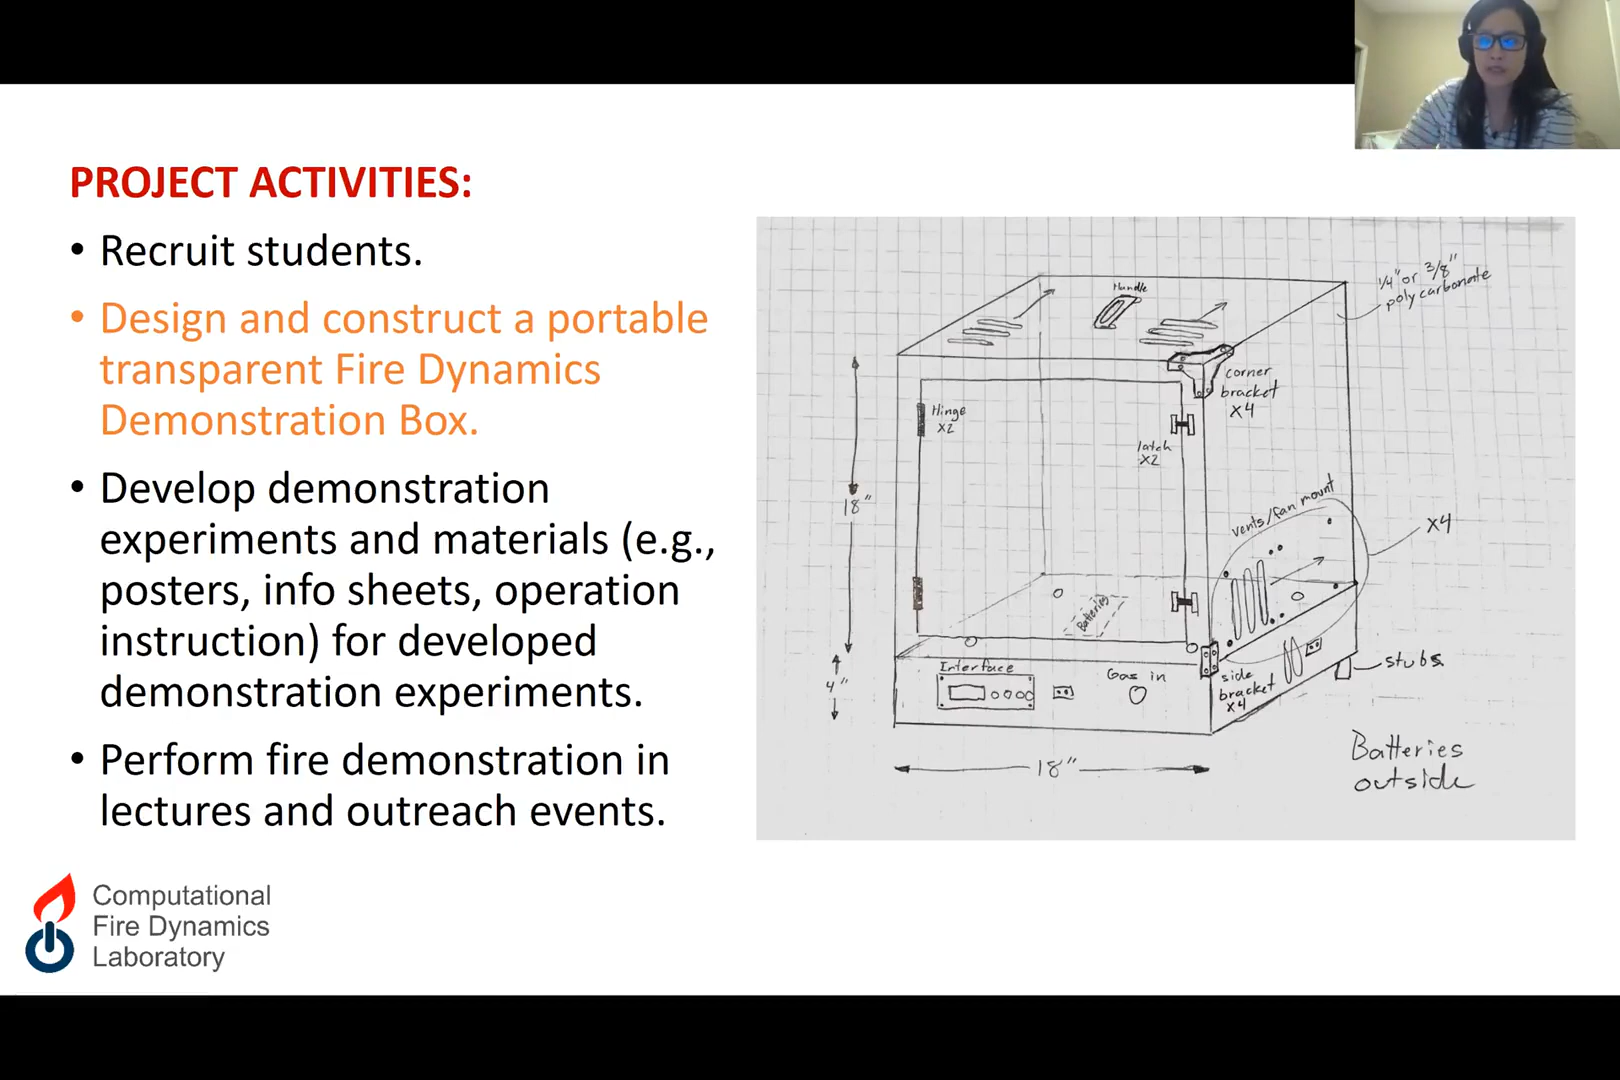 PROJECT ACTIVITIES:
• Recruit students.
• Design and construct a portable
transparent Fire Dynamics
Demonstration Box.
• Develop demonstration
experiments and materials (e.g.,
posters, info sheets, operation
instruction) for developed
demonstration experiments.
• Perform fire demonstration in
lectures and outreach events.
Computational
Fire Dynamics
Laboratory
Handle
1/4" or 3/8"
polycarbonate
corner
bracket
X4
Hinge
X2
latch
X2
18"
vents/fan mount
X4
Batteries
Interface
Gas in
4"
side
bracket
X4
stubs
18"
Batteries
outside